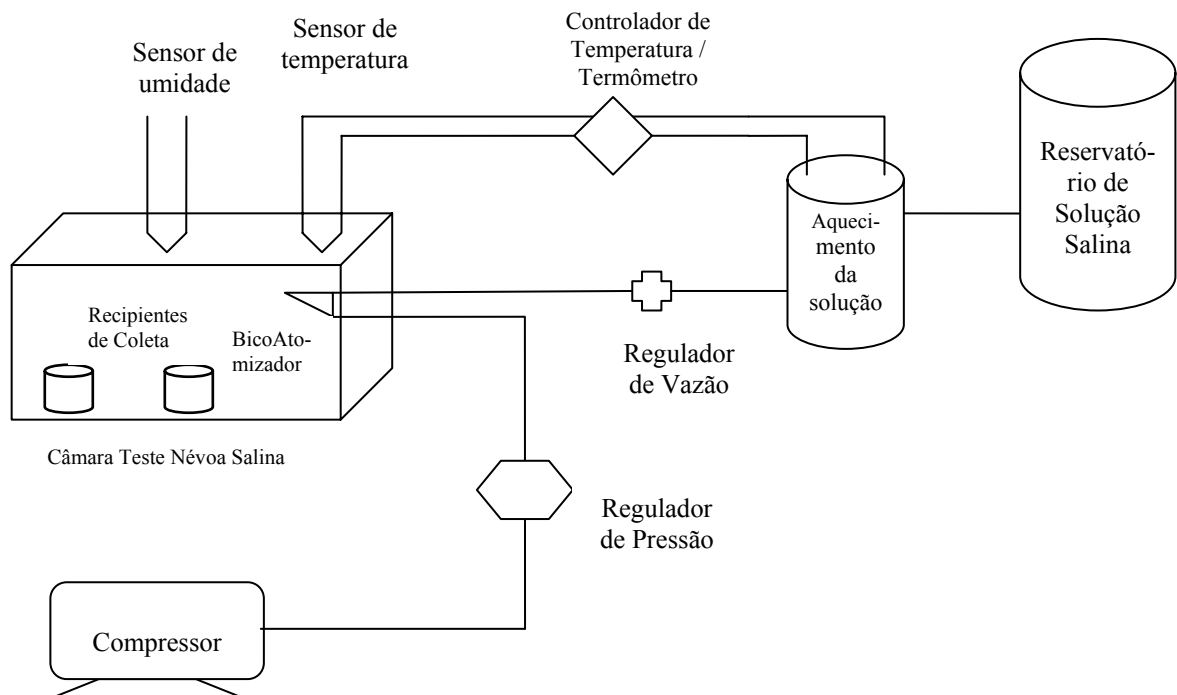 Sensor de
umidade
Sensor de
temperatura
Controlador de
Temperatura /
Termômetro
Reservató-
rio de
Solução
Salina
Aqueci-
mento
da
solução
Recipientes
de Coleta
BicoAto-
mizador
Regulador
de Vazão
Câmara Teste Névoa Salina
Regulador
de Pressão
Compressor